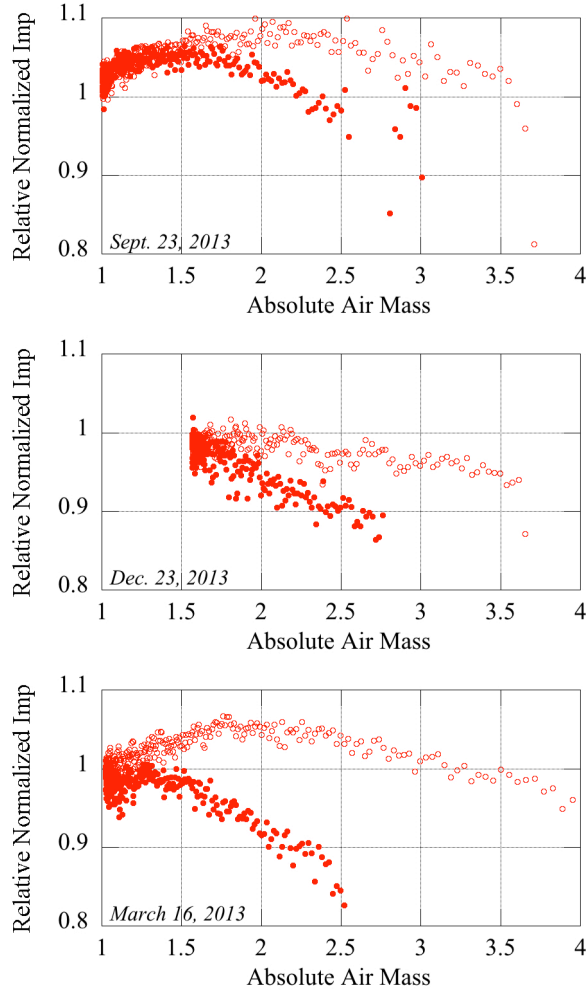 Relative Normalized Imp
1.1
1
0.9
0.8
Sept. 23, 2013
1 1.5 2 2.5 3 3.5 4
Absolute Air Mass
Relative Normalized Imp
1.1
1
0.9
0.8
Dec. 23, 2013
1 1.5 2 2.5 3 3.5 4
Absolute Air Mass
Relative Normalized Imp
1.1
1
0.9
0.8
March 16, 2013
1 1.5 2 2.5 3 3.5 4
Absolute Air Mass